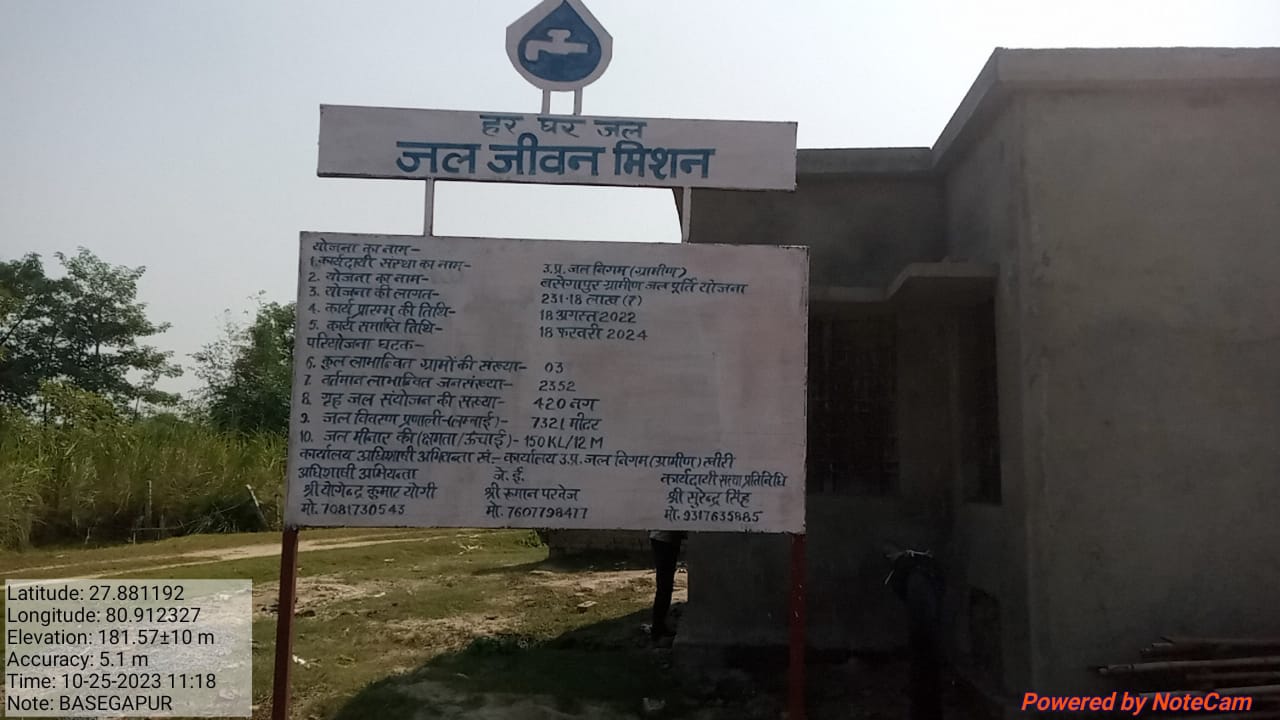 हर घर जल
जल जीवन मिशन
योजना का नाम-
1. कार्यदायी संस्था का नाम- उ.प्र. जल निगम (ग्रामीण)
2. योजना का नाम- बसेगापुर ग्रामीण जल पूर्ति योजना
3. योजना की लागत- 231.18 लाख (₹)
4. कार्य प्रारम्भ की तिथि- 18 अगस्त 2022
5. कार्य समाप्ति तिथि- 18 फरवरी 2024
परियोजना घटक-
6. कुल लाभान्वित ग्रामों की संख्या- 03
7. वर्तमान लाभान्वित जनसंख्या- 2352
8. गृह जल संयोजन की संख्या- 420 नग
9. जल वितरण प्रणाली-(लम्बाई)- 7321 मीटर
10. जल मीनार की (क्षमता/ऊंचाई)- 150 KL/12 M
कार्यालय अधिशाषी अभियन्ता खं.- कार्यालय उ.प्र. जल निगम (ग्रामीण) खीरी
अधिशाषी अभियन्ता जे. ई. कार्यदायी संस्था प्रतिनिधि
श्री योगेन्द्र कुमार योगी श्री रूमान परवेज श्री सुरेन्द्र सिंह
मो. 7081730543 मो. 7607798477 मो. 9317635885
Latitude: 27.881192
Longitude: 80.912327
Elevation: 181.57±10 m
Accuracy: 5.1 m
Time: 10-25-2023 11:18
Note: BASEGAPUR
Powered by NoteCam